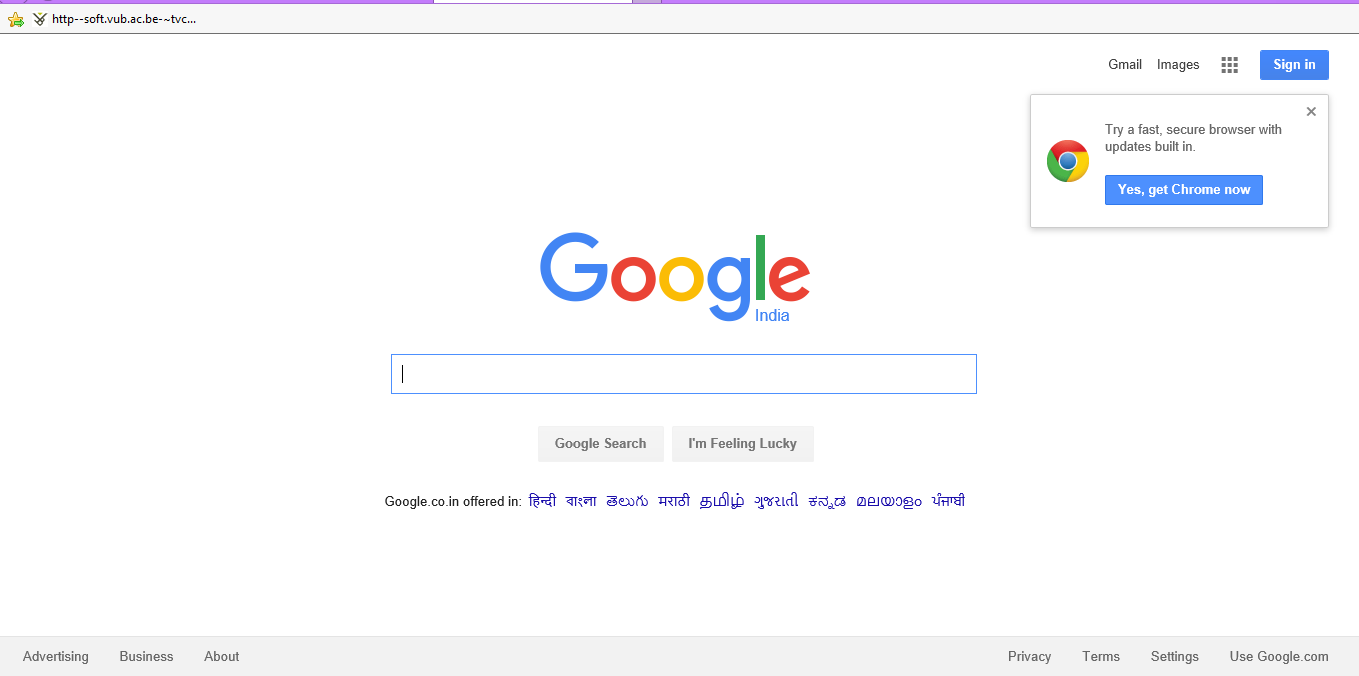 http--soft.vub.ac.be-~tvc...
Gmail Images Sign in
Try a fast, secure browser with
updates built in.
Yes, get Chrome now
Google
India
Google Search I'm Feeling Lucky
Google.co.in offered in: हिन्दी বাংলা తెలుగు मराठी தமிழ் ગુજરાતી ಕನ್ನಡ മലയാളം ਪੰਜਾਬੀ
Advertising Business About Privacy Terms Settings Use Google.com